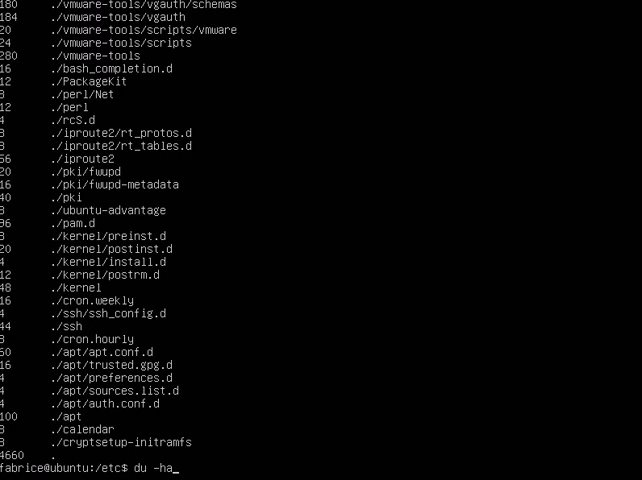 180 ./vmware-tools/vgauth/schemas
184 ./vmware-tools/vgauth
20 ./vmware-tools/scripts/vmware
24 ./vmware-tools/scripts
280 ./vmware-tools
16 ./bash_completion.d
12 ./PackageKit
8 ./perl/Net
12 ./perl
4 ./rcS.d
8 ./iproute2/rt_protos.d
8 ./iproute2/rt_tables.d
56 ./iproute2
20 ./pki/fwupd
16 ./pki/fwupd-metadata
40 ./pki
8 ./ubuntu-advantage
96 ./pam.d
8 ./kernel/preinst.d
20 ./kernel/postinst.d
4 ./kernel/install.d
12 ./kernel/postrm.d
48 ./kernel
16 ./cron.weekly
4 ./ssh/ssh_config.d
44 ./ssh
8 ./cron.hourly
60 ./apt/apt.conf.d
16 ./apt/trusted.gpg.d
4 ./apt/preferences.d
4 ./apt/sources.list.d
4 ./apt/auth.conf.d
100 ./apt
8 ./calendar
8 ./cryptsetup-initramfs
4660 .
fabrice@ubuntu:/etc$ du -ha_